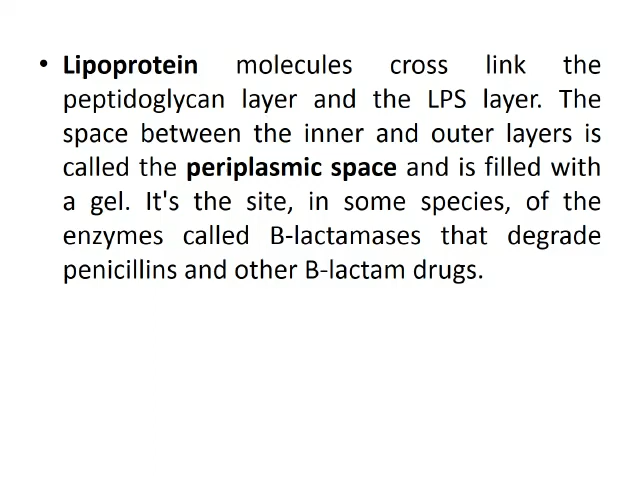 • Lipoprotein molecules cross link the
peptidoglycan layer and the LPS layer. The
space between the inner and outer layers is
called the periplasmic space and is filled with
a gel. It's the site, in some species, of the
enzymes called B-lactamases that degrade
penicillins and other B-lactam drugs.